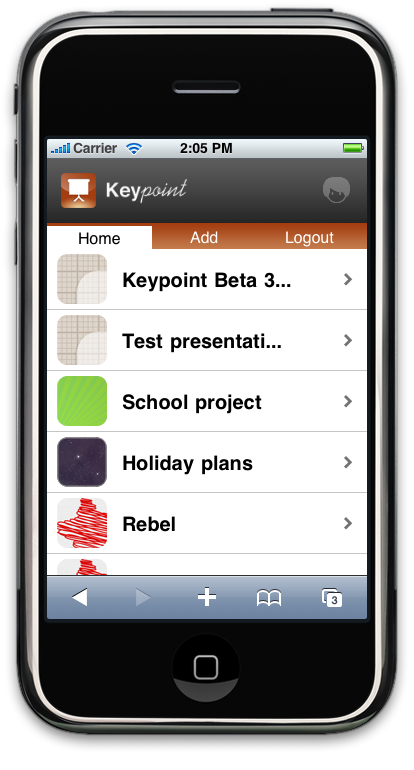 Carrier 2:05 PM
Keypoint
Home Add Logout
Keypoint Beta 3...
Test presentati...
School project
Holiday plans
Rebel
3